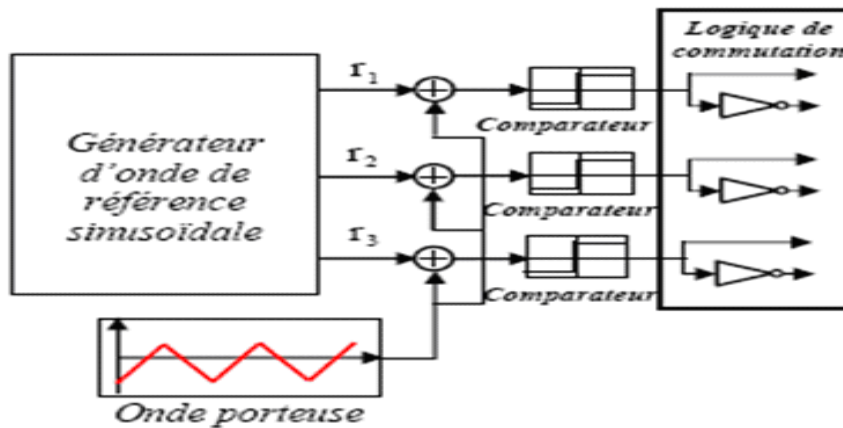 Logique de
commutation
Générateur
d'onde de
référence
sinusoïdale
r1
r2
r3
Comparateur
Comparateur
Comparateur
Onde porteuse